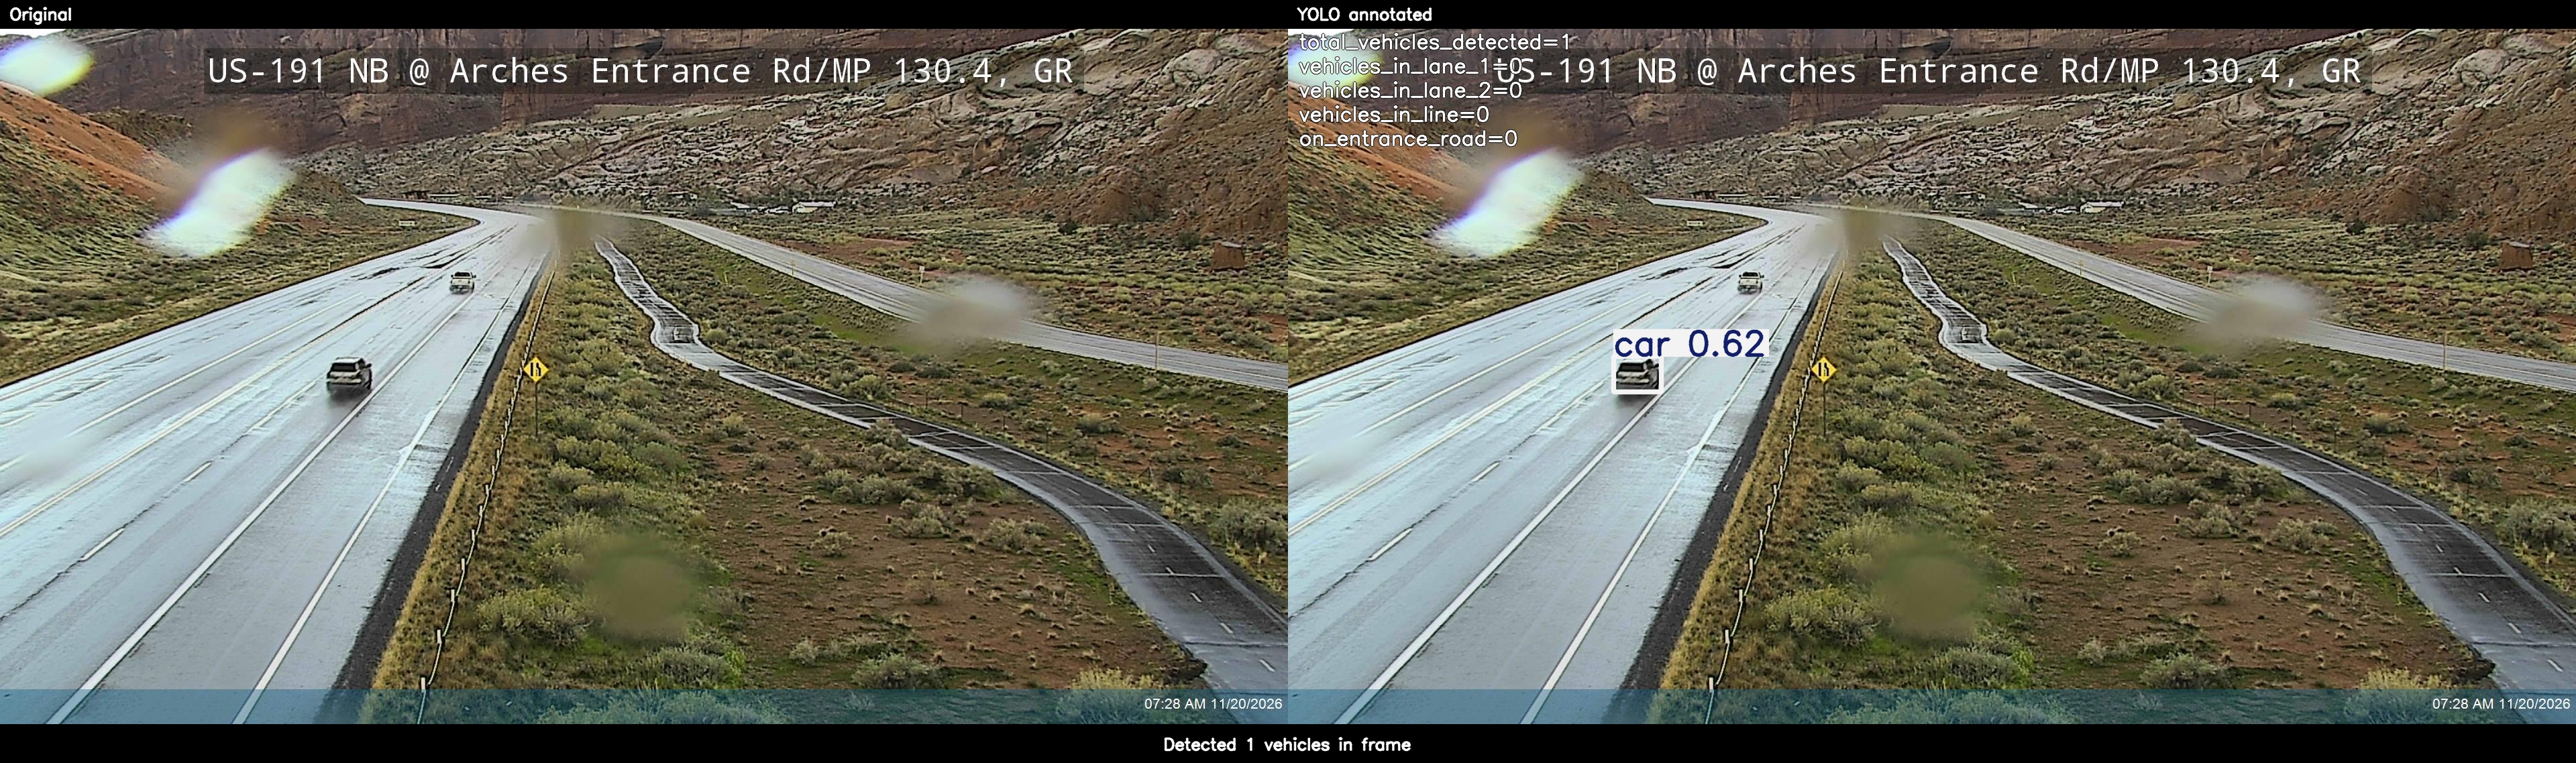 Original
US-191 NB @ Arches Entrance Rd/MP 130.4, GR
07:28 AM 11/20/2026
YOLO annotated
total_vehicles_detected=1
vehicles_in_lane_1=0
US-191 NB @ Arches Entrance Rd/MP 130.4, GR
vehicles_in_lane_2=0
vehicles_in_line=0
on_entrance_road=0
car 0.62
07:28 AM 11/20/2026
Detected 1 vehicles in frame